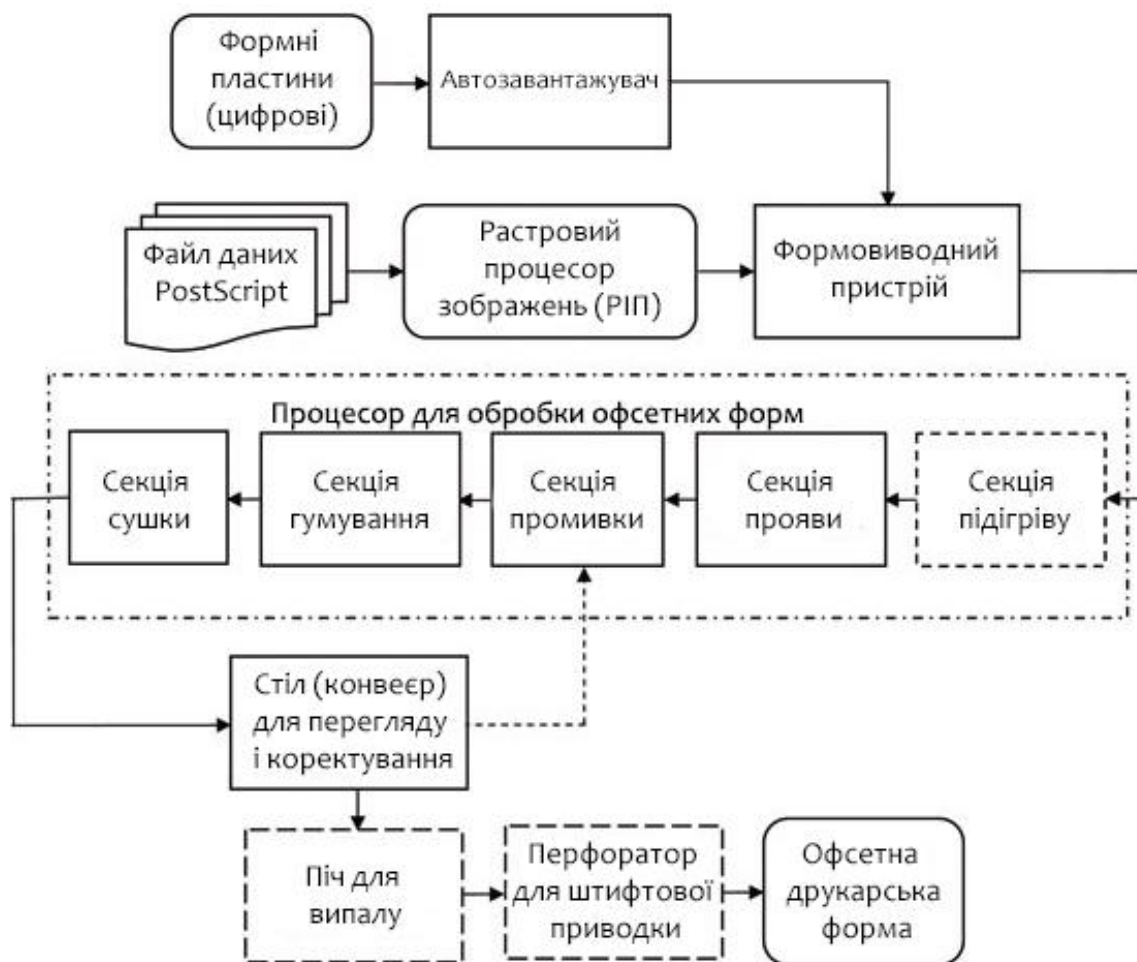 Формні
пластини
(цифрові)
Автозавантажувач
Файл даних
PostScript
Растровий
процесор
зображень (РІП)
Формовиводний
пристрій
Процесор для обробки офсетних форм
Секція
сушки
Секція
гумування
Секція
промивки
Секція
прояви
Секція
підігріву
Стіл (конвеєр)
для перегляду
і коректування
Піч для
випалу
Перфоратор
для штифтової
приводки
Офсетна
друкарська
форма